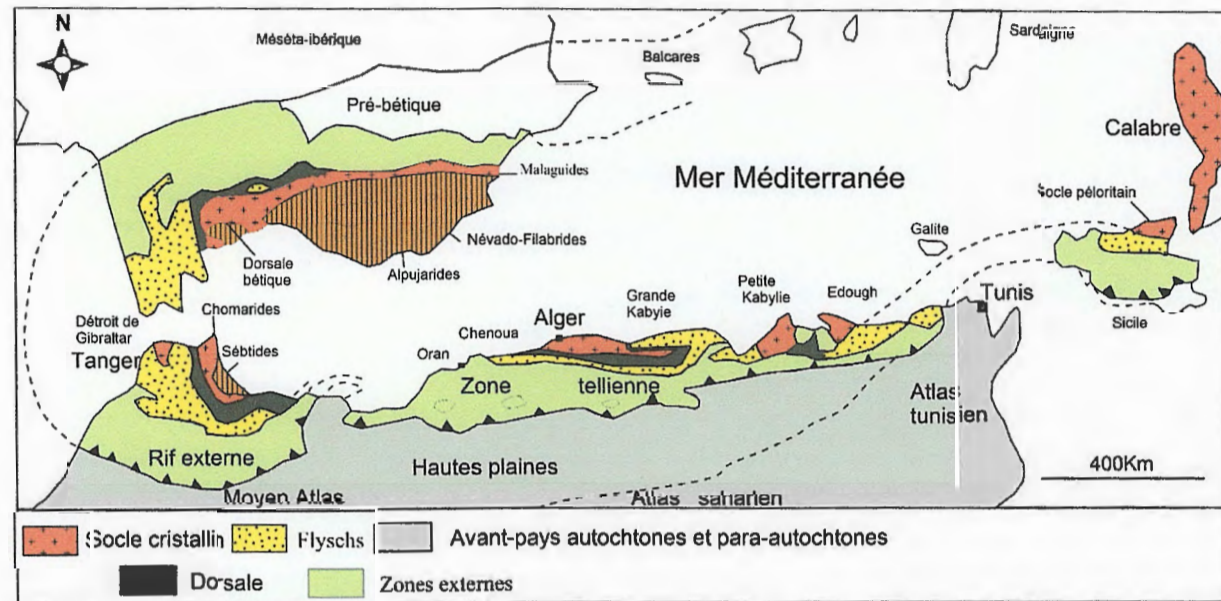 N
Méséta-ibérique
Sardaigne
Balcares
Pré-bétique
Calabre
Malaguides
Mer Méditerranée
Socle péloritain
Névado-Filabrides
Galite
Dorsale
bétique
Alpujarides
Petite
Kabylie
Edough
Tunis
Détroit de
Gibraltar
Chomarides
Grande
Kabyie
Sicile
Tanger
Sébtides
Chenoua
Alger
Oran
Zone tellienne
Atlas
tunisien
Rif externe
Hautes plaines
400Km
Moyen Atlas
Atlas saharien
Socle cristallin
Flyschs
Avant-pays autochtones et para-autochtones
Dorsale
Zones externes